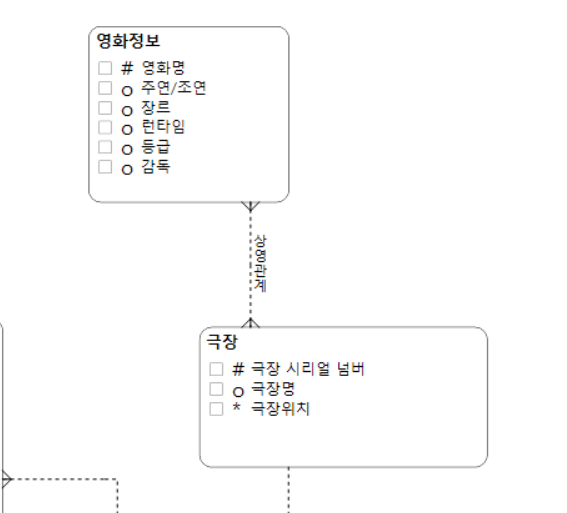 영화정보
# 영화명
o 주연/조연
o 장르
o 런타임
o 등급
o 감독
상영관계
극장
# 극장 시리얼 넘버
o 극장명
* 극장위치